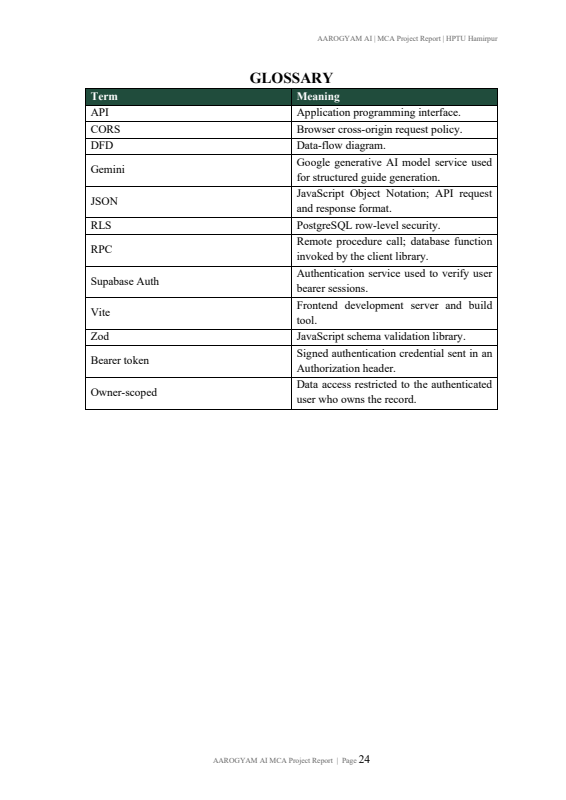 AAROGYAM AI | MCA Project Report | HPTU Hamirpur
GLOSSARY
Term Meaning
API Application programming interface.
CORS Browser cross-origin request policy.
DFD Data-flow diagram.
Gemini Google generative AI model service used
for structured guide generation.
JSON JavaScript Object Notation; API request
and response format.
RLS PostgreSQL row-level security.
RPC Remote procedure call; database function
invoked by the client library.
Supabase Auth Authentication service used to verify user
bearer sessions.
Vite Frontend development server and build
tool.
Zod JavaScript schema validation library.
Bearer token Signed authentication credential sent in an
Authorization header.
Owner-scoped Data access restricted to the authenticated
user who owns the record.
AAROGYAM AI MCA Project Report | Page 24